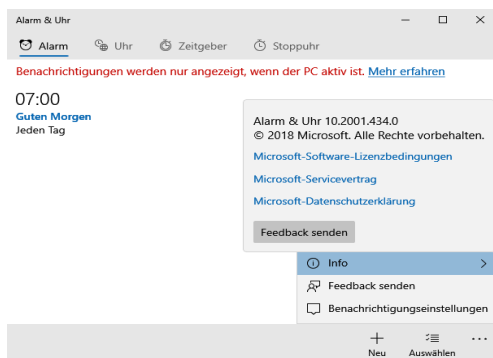 Alarm & Uhr
Alarm Uhr Zeitgeber Stoppuhr
Benachrichtigungen werden nur angezeigt, wenn der PC aktiv ist. Mehr erfahren
07:00
Guten Morgen
Jeden Tag
Alarm & Uhr 10.2001.434.0
© 2018 Microsoft. Alle Rechte vorbehalten.
Microsoft-Software-Lizenzbedingungen
Microsoft-Servicevertrag
Microsoft-Datenschutzerklärung
Feedback senden
Info
Feedback senden
Benachrichtigungseinstellungen
Neu Auswählen